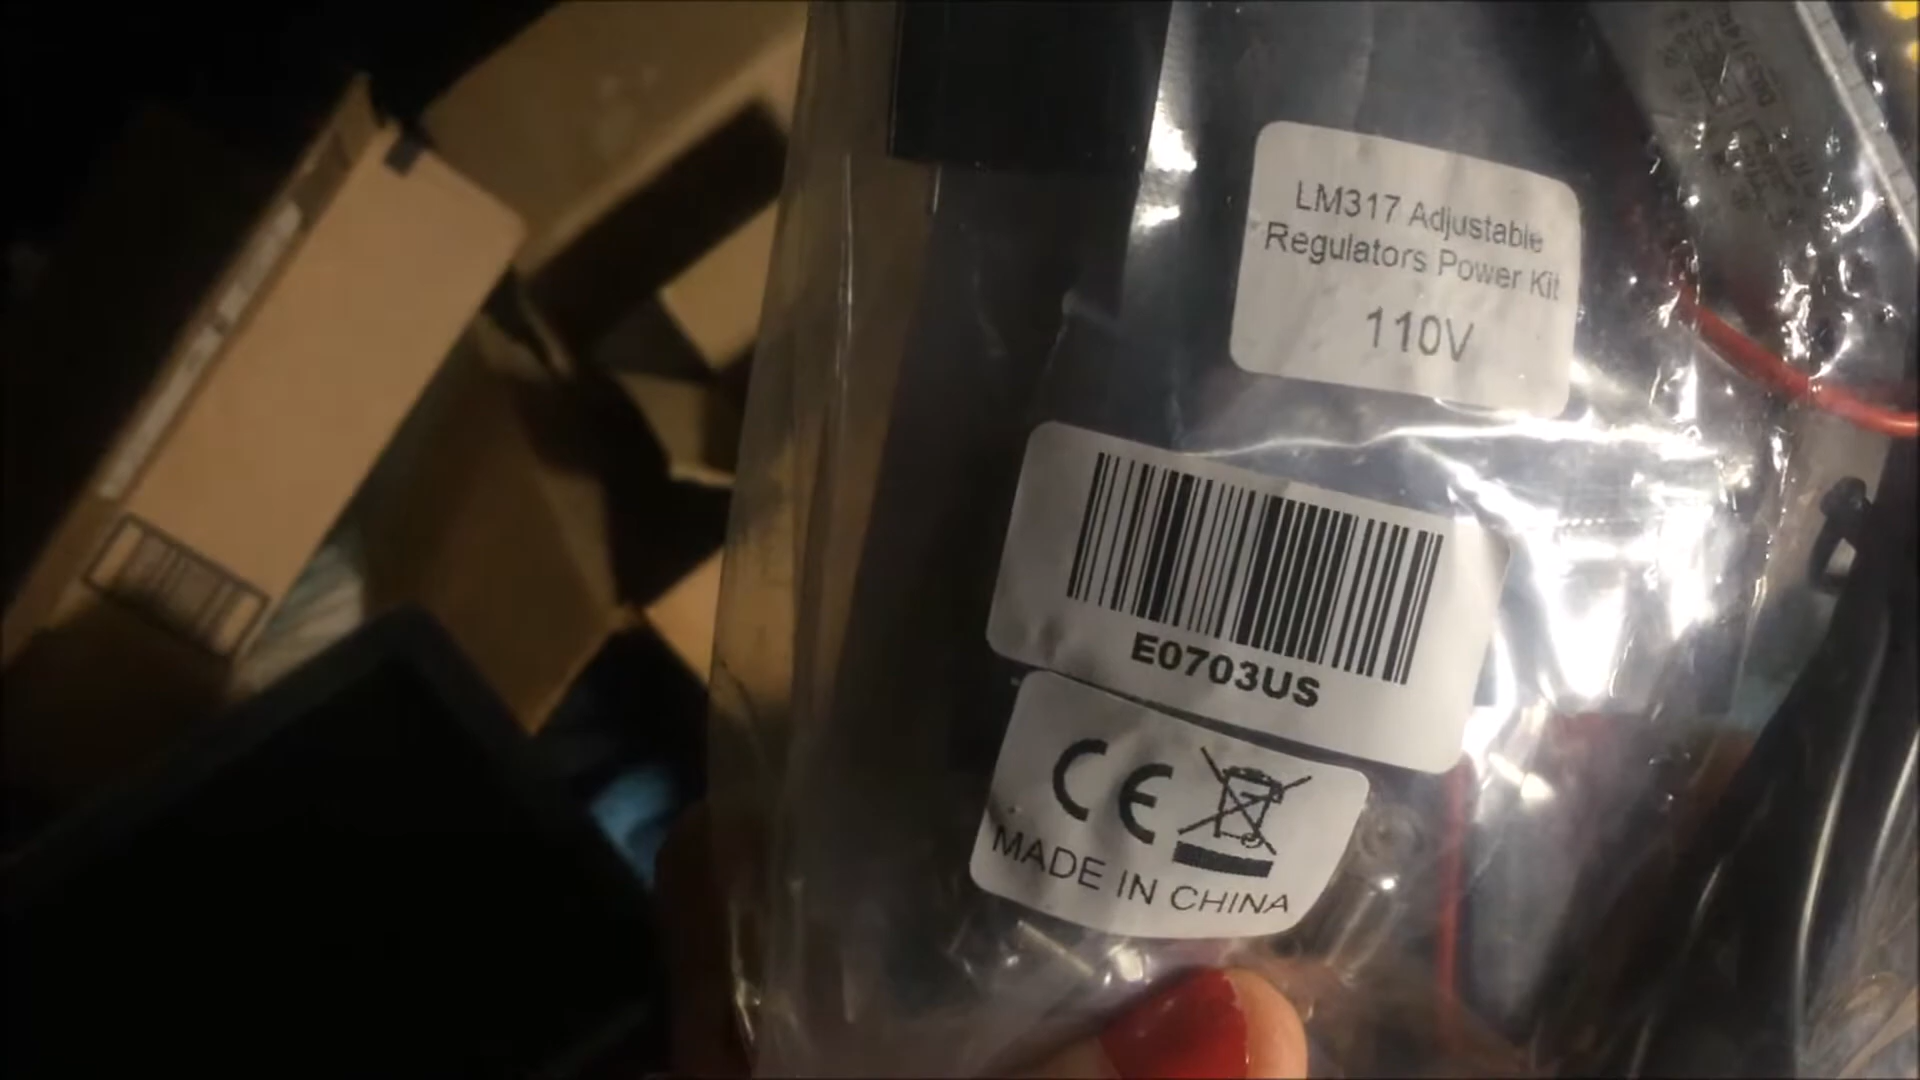 LM317 Adjustable
Regulators Power Kit
110V
E0703US
CE
MADE IN CHINA